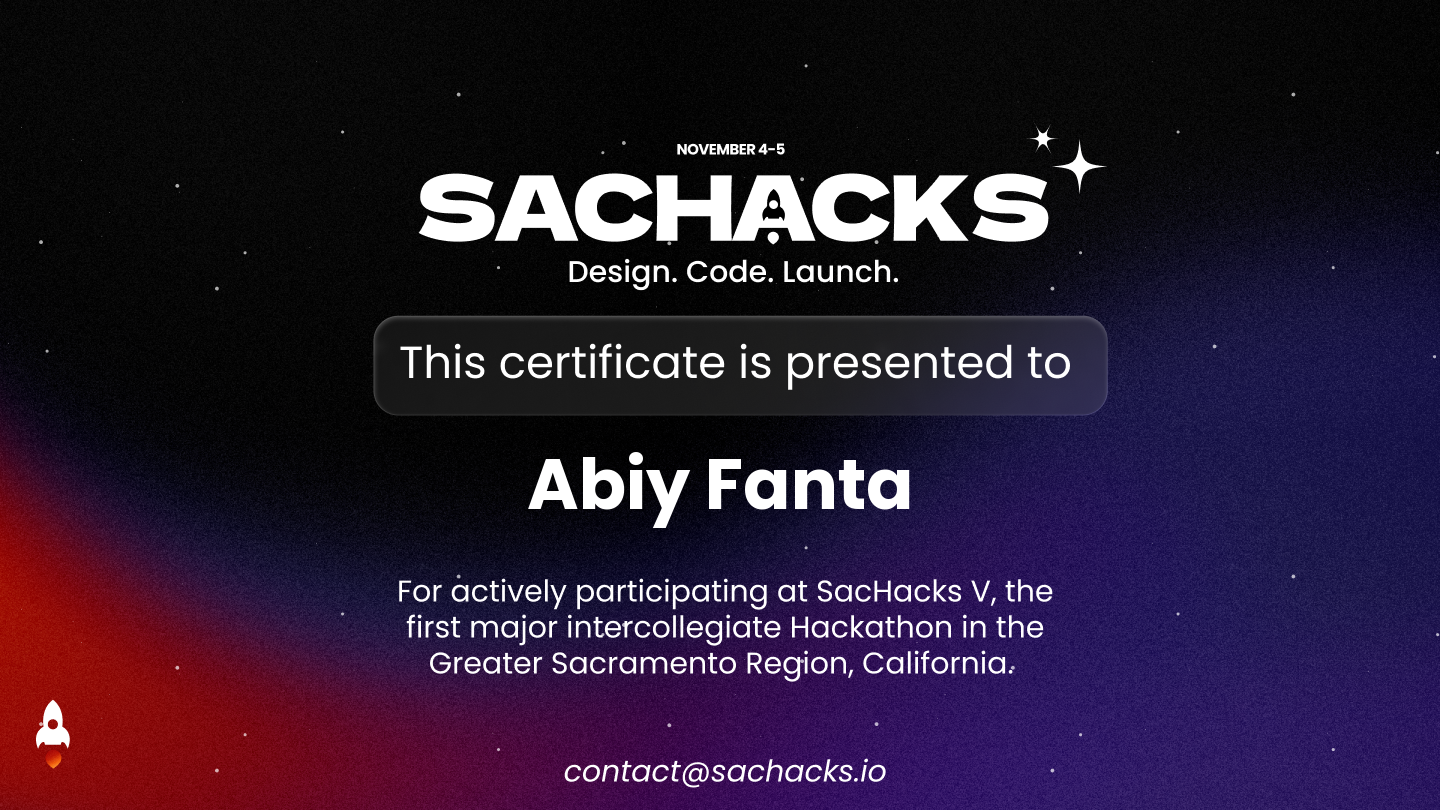 NOVEMBER 4-5
SACHACKS
Design. Code. Launch.
This certificate is presented to
Abiy Fanta
For actively participating at SacHacks V, the
first major intercollegiate Hackathon in the
Greater Sacramento Region, California.
contact@sachacks.io